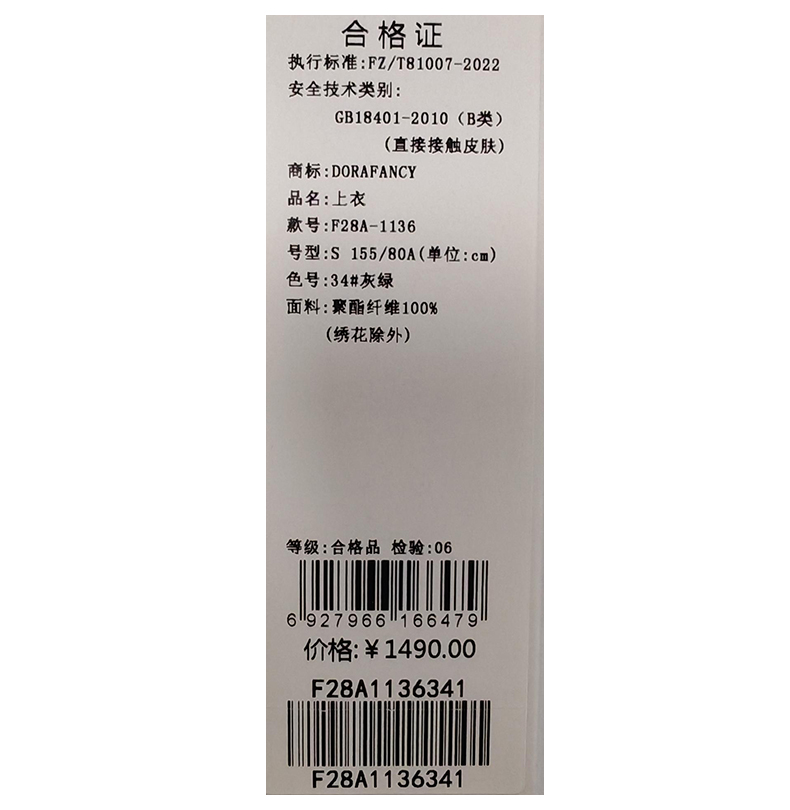 合格证
执行标准:FZ/T81007-2022
安全技术类别:
GB18401-2010（B类）
(直接接触皮肤)
商标:DORAFANCY
品名:上衣
款号:F28A-1136
号型:S 155/80A(单位:cm)
色号:34#灰绿
面料:聚酯纤维100%
(绣花除外)
等级:合格品 检验:06
6 927966 166479
价格:￥1490.00
F28A1136341
F28A1136341